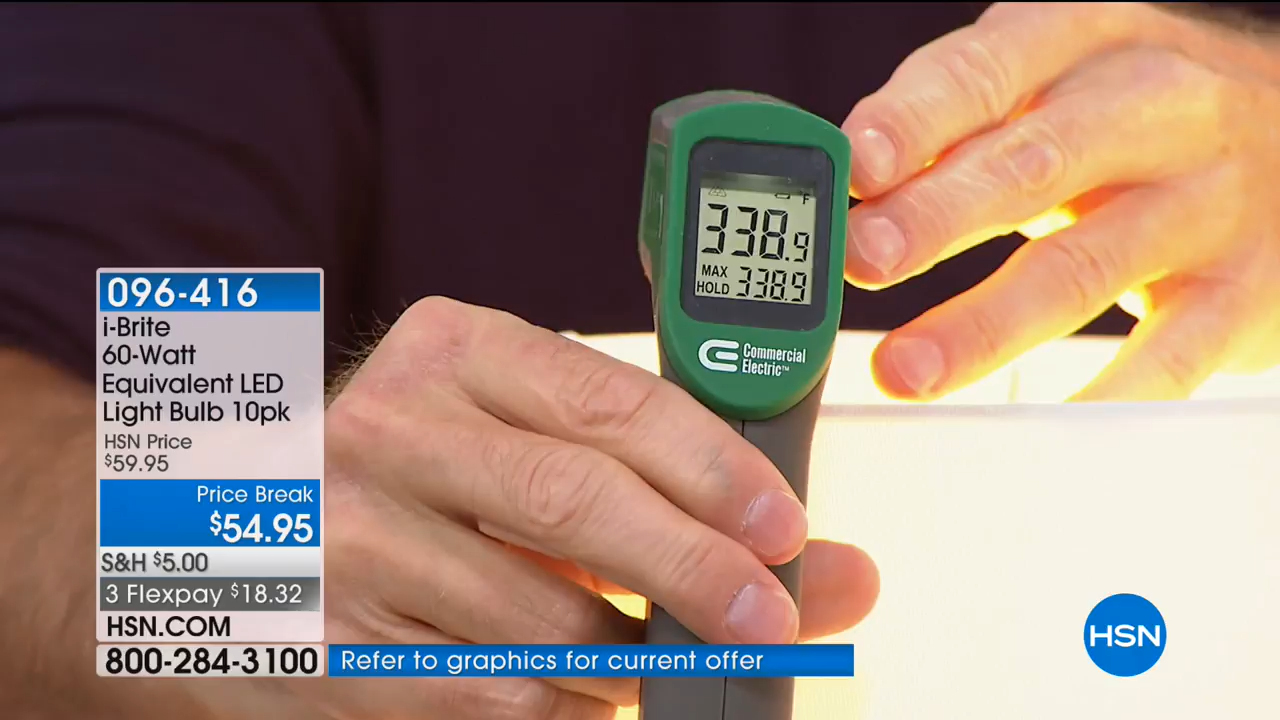 096-416
i-Brite
60-Watt
Equivalent LED
Light Bulb 10pk
HSN Price
$59.95
Price Break
$54.95
S&H $5.00
3 Flexpay $18.32
HSN.COM
800-284-3100
Refer to graphics for current offer
°F
338.9
MAX
HOLD 338.9
Commercial
Electric™
HSN